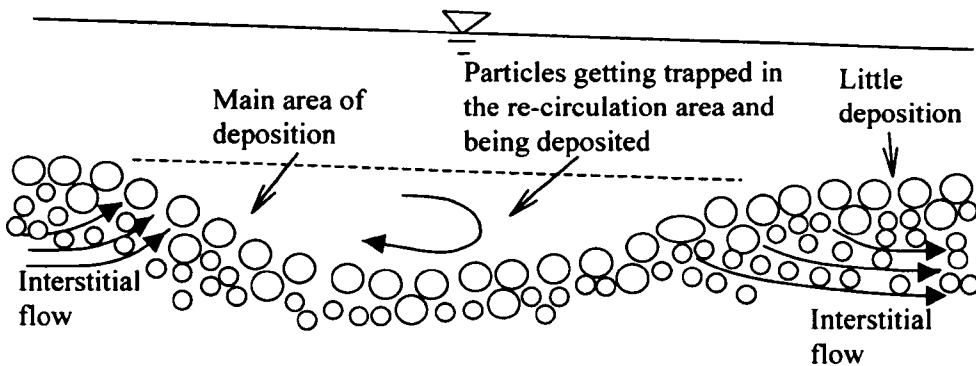 Main area of
deposition
Particles getting trapped in
the re-circulation area and
being deposited
Little
deposition
Interstitial
flow
Interstitial
flow